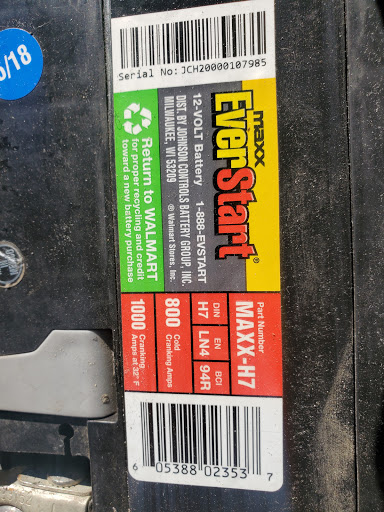 5/18
Serial No: JCH20000107985
maxx
EverStart®
12-VOLT Battery 1-888-EVSTART
DIST. BY JOHNSON CONTROLS BATTERY GROUP, INC.
MILWAUKEE, WI 53209
® Walmart Stores, Inc.
Return to WALMART
for proper recycling and credit
toward a new battery purchase
Part Number
MAXX-H7
DIN EN BCI
H7 LN4 94R
800 Cold
Cranking Amps
1000 Cranking
Amps at 32° F
6 05388 02353 7